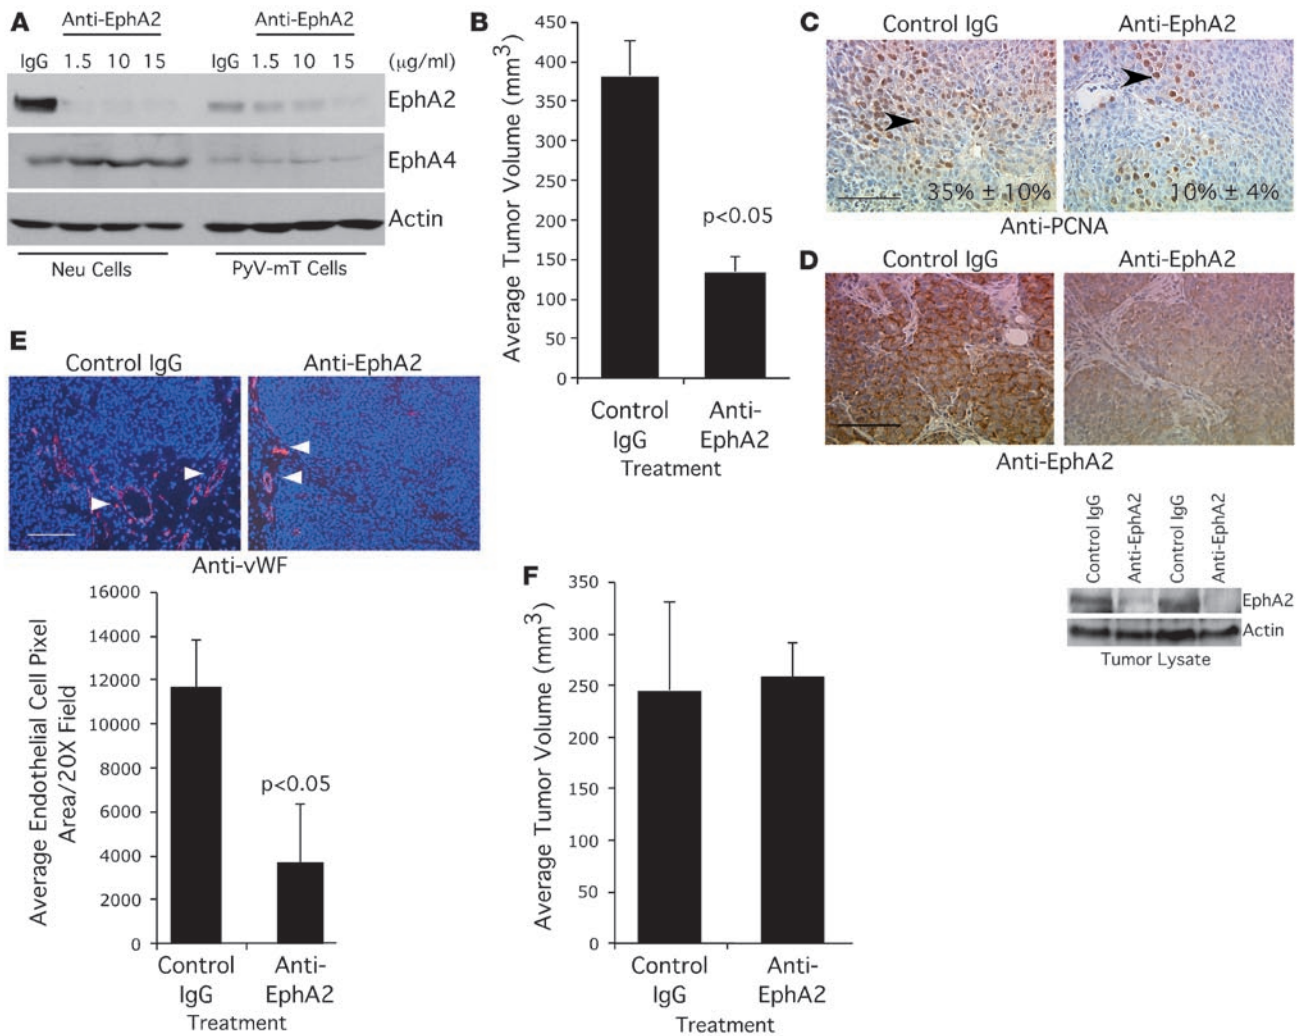 A
Anti-EphA2
Anti-EphA2
IgG 1.5 10 15 IgG 1.5 10 15 (μg/ml)
EphA2
EphA4
Actin
Neu Cells
PyV-mT Cells
B
Average Tumor Volume (mm3)
450
400
350
300
250
200
150
100
50
0
p<0.05
Control IgG
Anti-EphA2
Treatment
C
Control IgG
Anti-EphA2
35% ± 10%
10% ± 4%
Anti-PCNA
D
Control IgG
Anti-EphA2
Anti-EphA2
Control IgG
Anti-EphA2
Control IgG
Anti-EphA2
EphA2
Actin
Tumor Lysate
E
Control IgG
Anti-EphA2
Anti-vWF
Average Endothelial Cell Pixel
Area/20X Field
16000
14000
12000
10000
8000
6000
4000
2000
0
p<0.05
Control
IgG
Anti-
EphA2
Treatment
F
Average Tumor Volume (mm3)
350
300
250
200
150
100
50
0
Control
IgG
Anti-
EphA2
Treatment